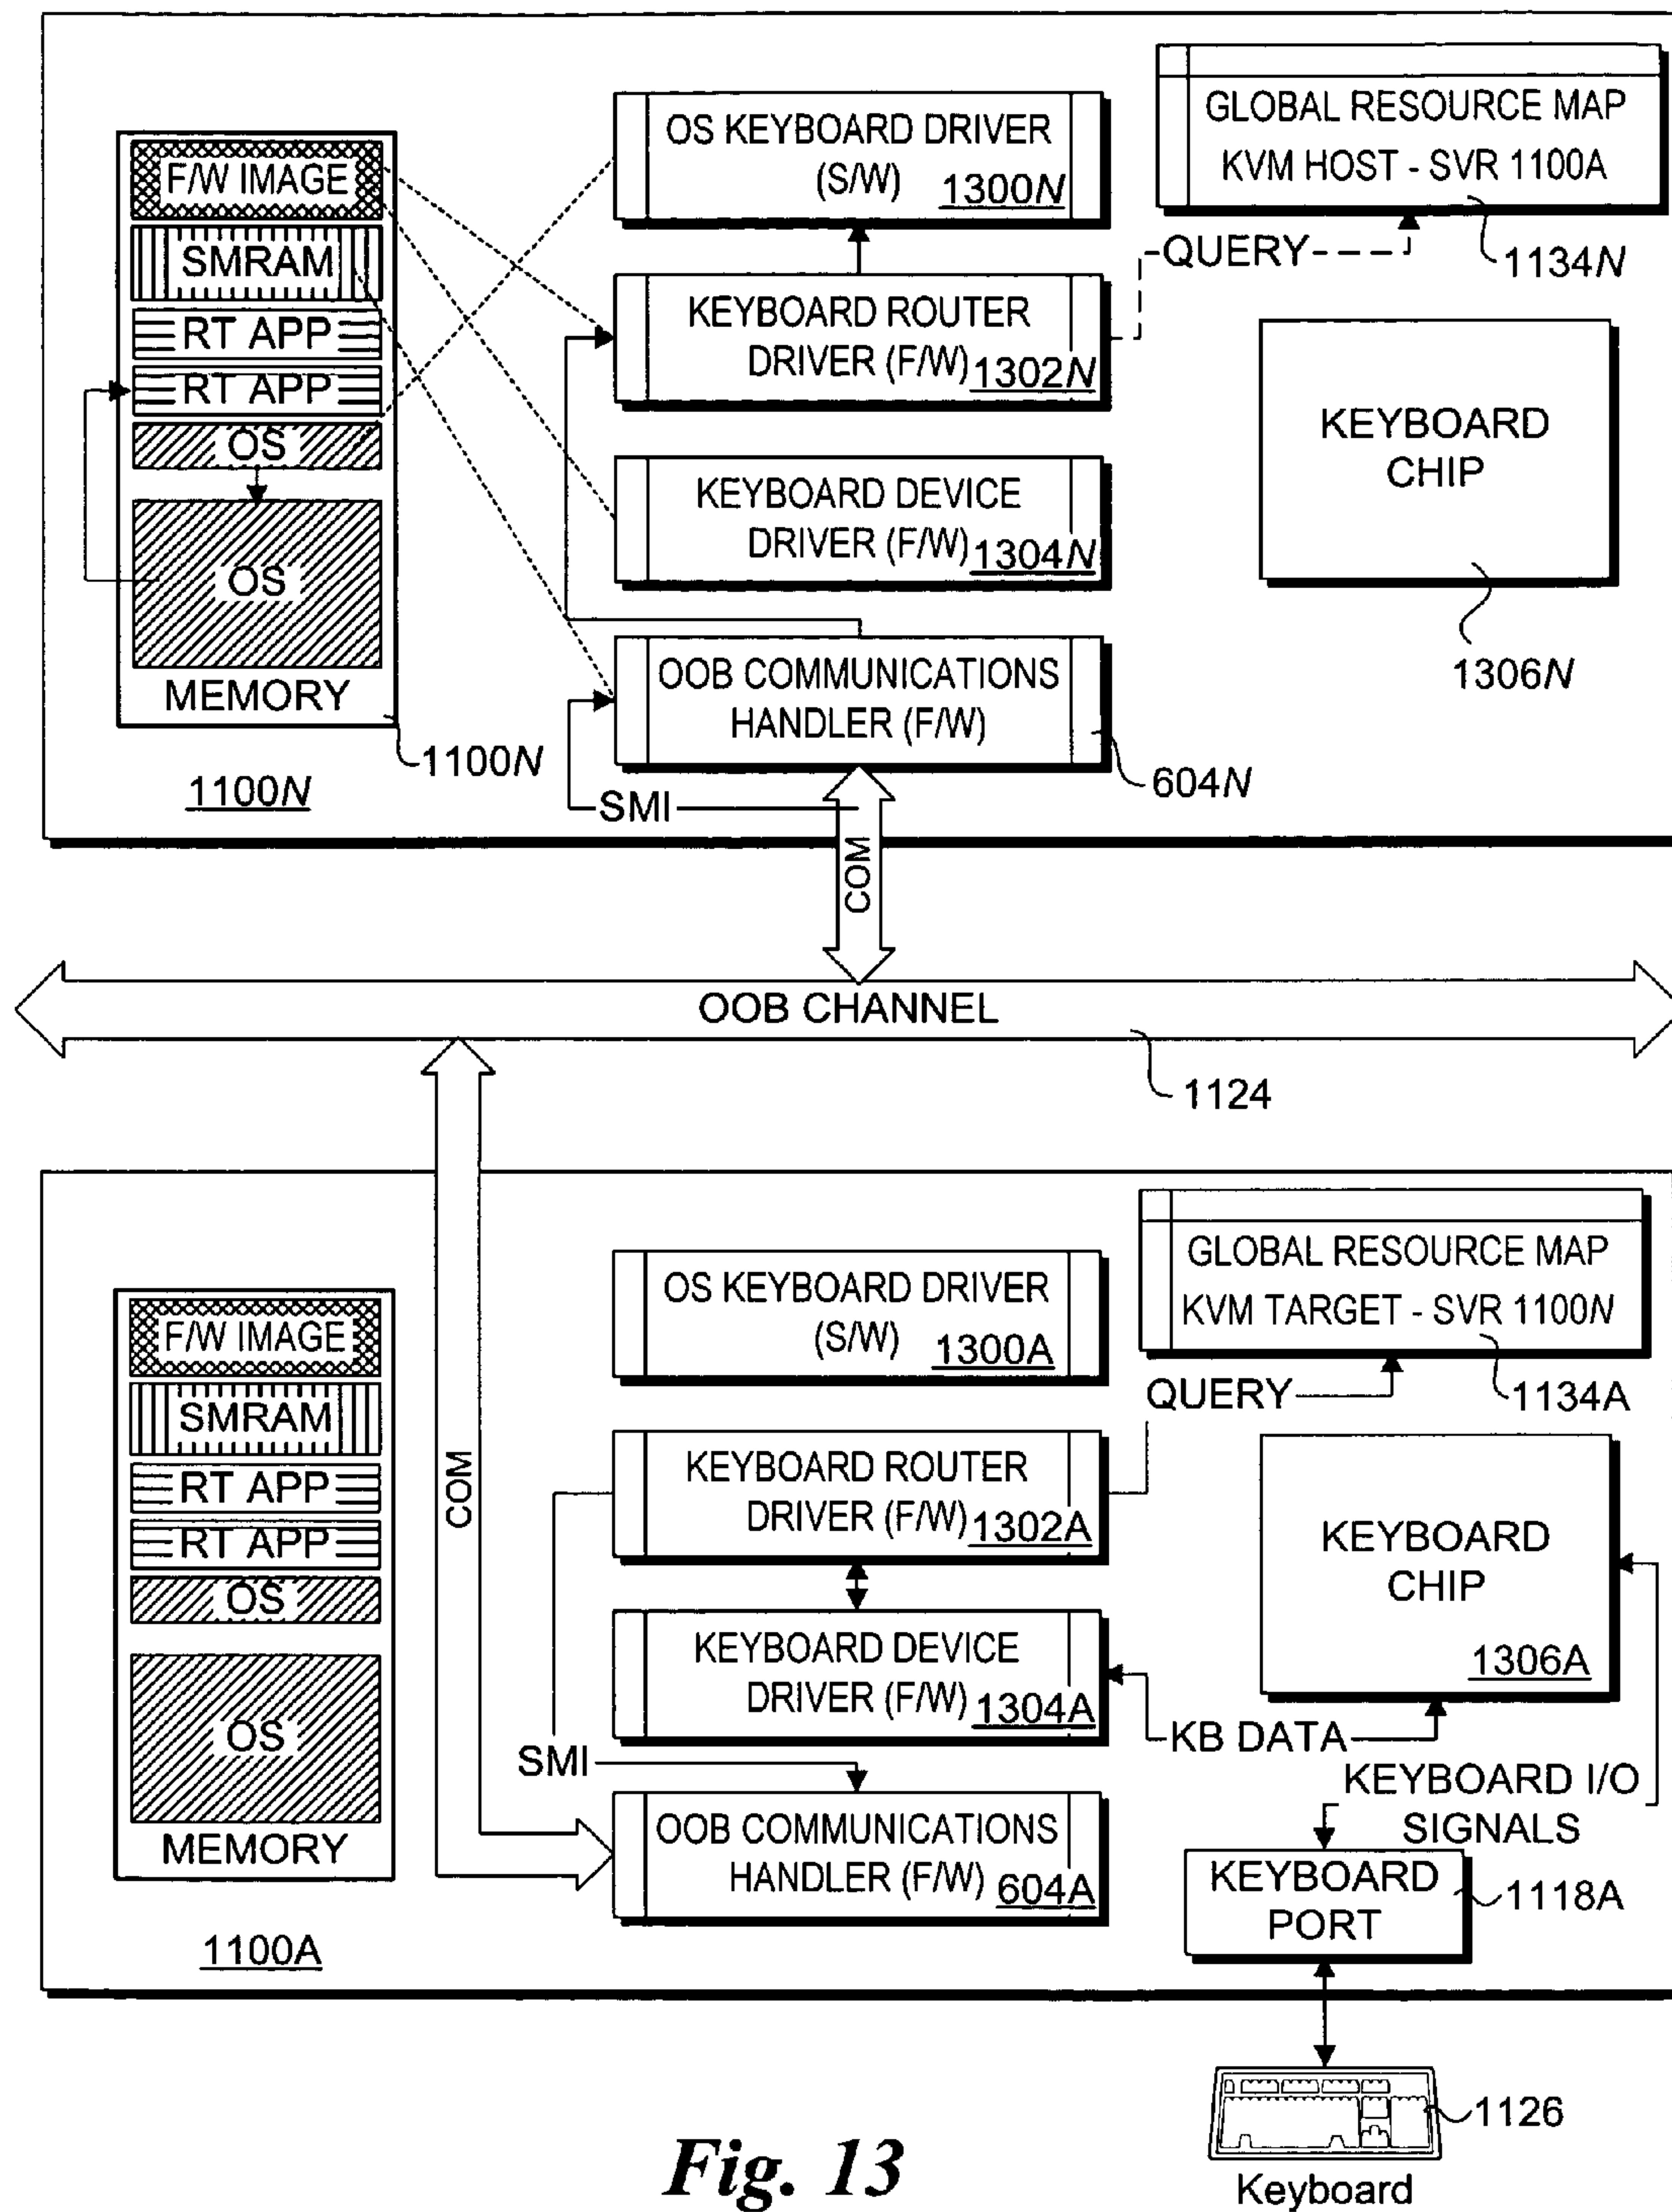 OS KEYBOARD DRIVER
(S/W) 1300N
GLOBAL RESOURCE MAP
KVM HOST - SVR 1100A
1134N
F/W IMAGE
SMRAM
RT APP
RT APP
OS
OS
MEMORY
1100N
1100N
QUERY
KEYBOARD ROUTER
DRIVER (F/W) 1302N
KEYBOARD DEVICE
DRIVER (F/W) 1304N
KEYBOARD
CHIP
1306N
OOB COMMUNICATIONS
HANDLER (F/W)
604N
SMI
COM
OOB CHANNEL
1124
COM
OS KEYBOARD DRIVER
(S/W) 1300A
GLOBAL RESOURCE MAP
KVM TARGET - SVR 1100N
1134A
F/W IMAGE
SMRAM
RT APP
RT APP
OS
OS
MEMORY
1100A
QUERY
KEYBOARD ROUTER
DRIVER (F/W) 1302A
KEYBOARD DEVICE
DRIVER (F/W) 1304A
KEYBOARD
CHIP
1306A
KB DATA
SMI
KEYBOARD I/O
SIGNALS
OOB COMMUNICATIONS
HANDLER (F/W) 604A
KEYBOARD
PORT
1118A
1126
Keyboard
Fig. 13